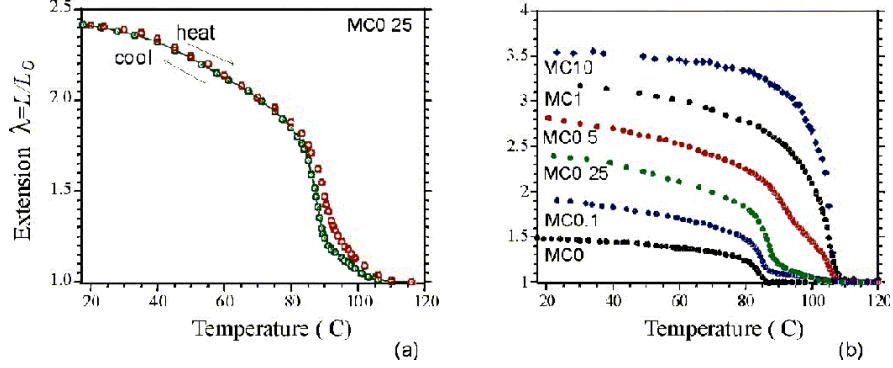 MC0 25
heat
cool
Extension λ=L/L0
2.5
2.0
1.5
1.0
20 40 60 80 100 120
Temperature ( C)
(a)
4
3.5
3
2.5
2
1.5
1
MC10
MC1
MC0 5
MC0 25
MC0.1
MC0
20 40 60 80 100 120
Temperature ( C)
(b)